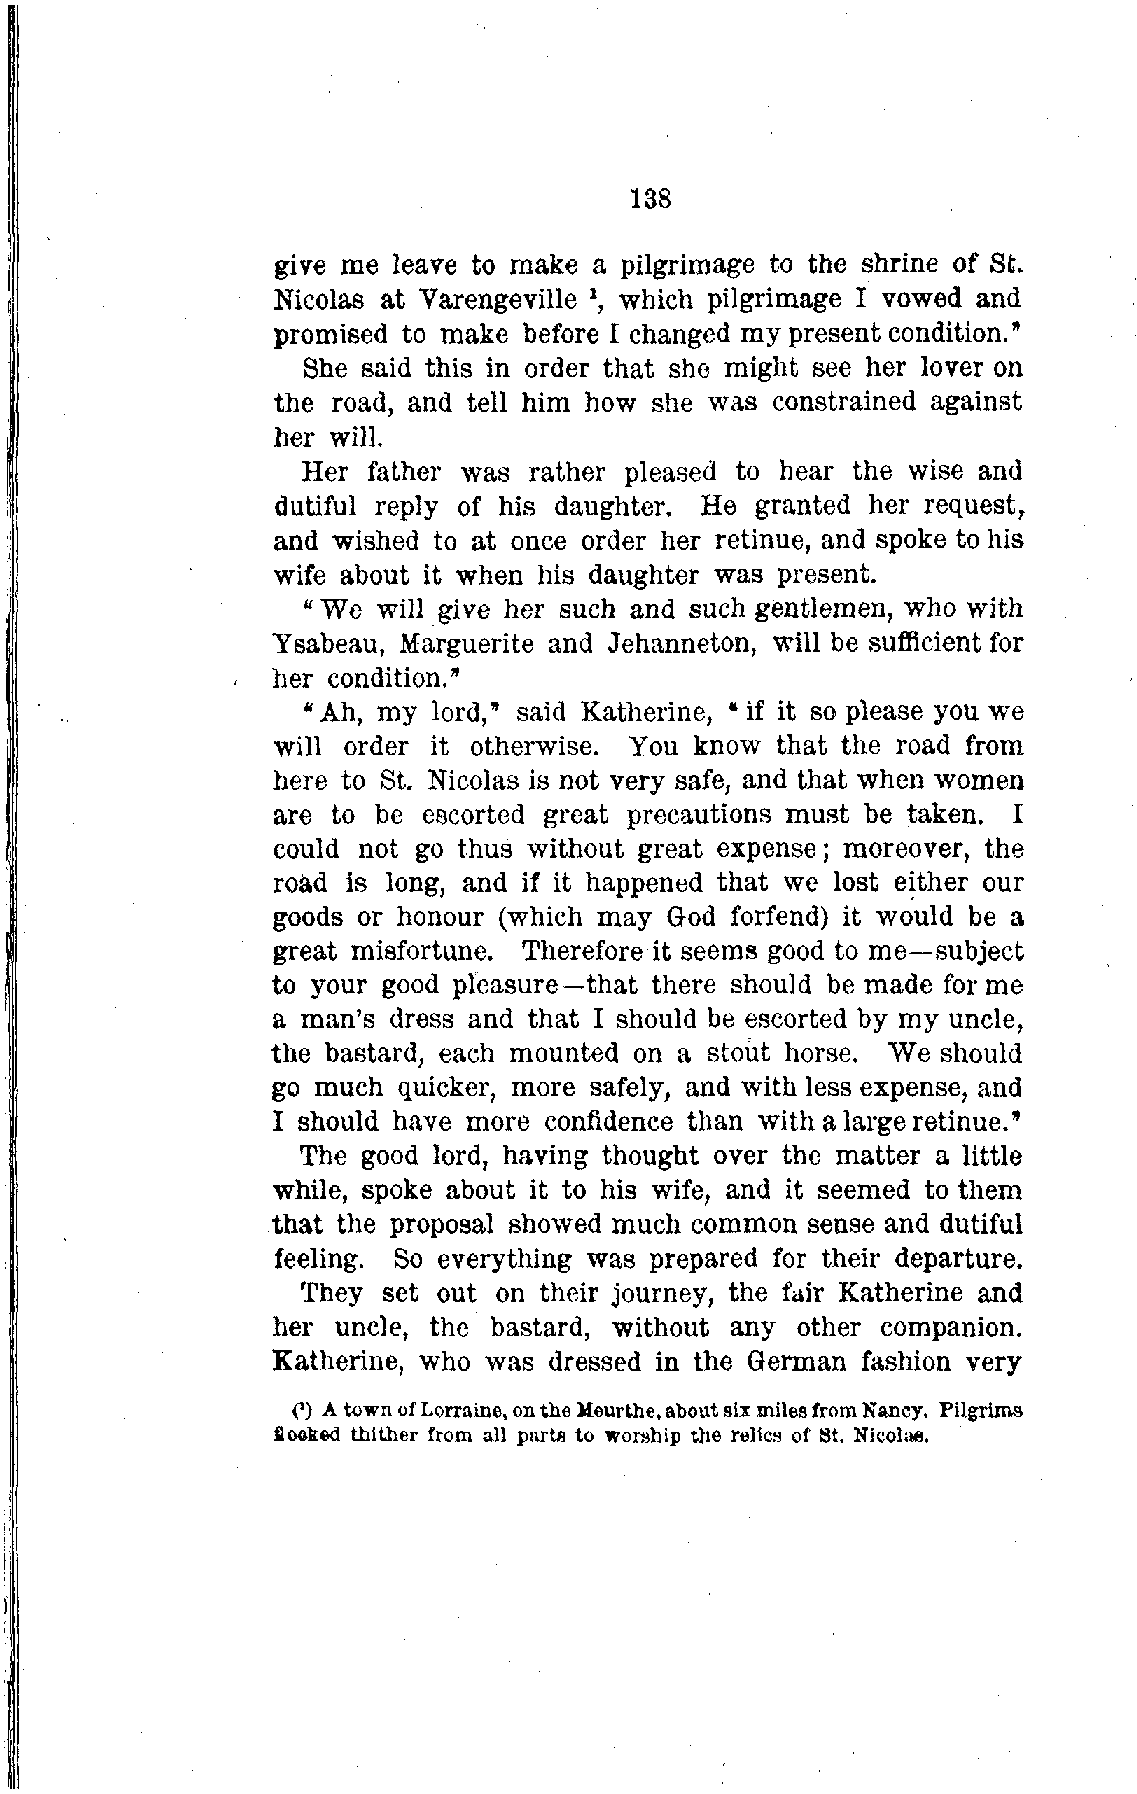 138
give me leave to make a pilgrimage to the shrine of St.
Nicolas at Varengeville ¹, which pilgrimage I vowed and
promised to make before I changed my present condition."
She said this in order that she might see her lover on
the road, and tell him how she was constrained against
her will.
Her father was rather pleased to hear the wise and
dutiful reply of his daughter. He granted her request,
and wished to at once order her retinue, and spoke to his
wife about it when his daughter was present.
"We will give her such and such gentlemen, who with
Ysabeau, Marguerite and Jehanneton, will be sufficient for
her condition."
"Ah, my lord," said Katherine, "if it so please you we
will order it otherwise. You know that the road from
here to St. Nicolas is not very safe, and that when women
are to be escorted great precautions must be taken. I
could not go thus without great expense; moreover, the
road is long, and if it happened that we lost either our
goods or honour (which may God forfend) it would be a
great misfortune. Therefore it seems good to me—subject
to your good pleasure—that there should be made for me
a man's dress and that I should be escorted by my uncle,
the bastard, each mounted on a stout horse. We should
go much quicker, more safely, and with less expense, and
I should have more confidence than with a large retinue."
The good lord, having thought over the matter a little
while, spoke about it to his wife, and it seemed to them
that the proposal showed much common sense and dutiful
feeling. So everything was prepared for their departure.
They set out on their journey, the fair Katherine and
her uncle, the bastard, without any other companion.
Katherine, who was dressed in the German fashion very
(¹) A town of Lorraine, on the Meurthe, about six miles from Nancy. Pilgrims
flocked thither from all parts to worship the relics of St. Nicolas.